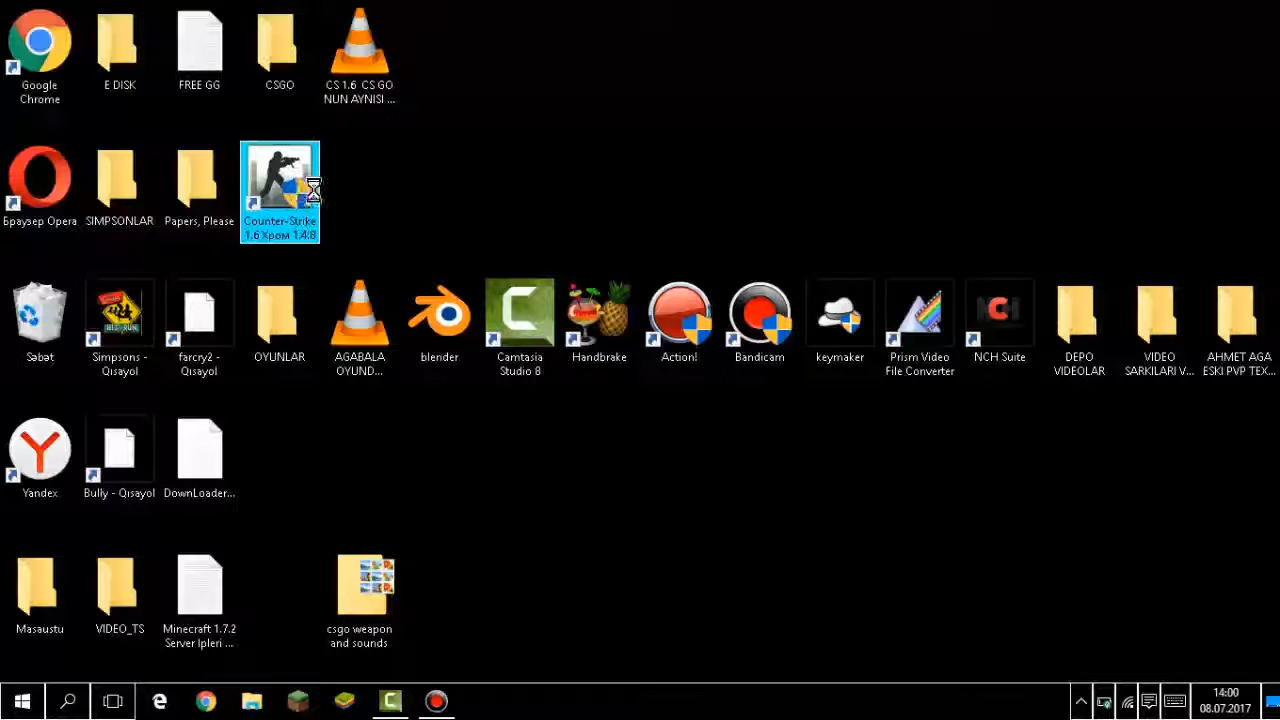 Google
Chrome
E DISK
FREE GG
CSGO
CS 1.6 CS GO
NUN AYNISI ...
Браузер Opera
SIMPSONLAR
Papers, Please
Counter-Strike
1.6 Хром 1.4.8
Səbət
Simpsons -
Qısayol
farcry2 -
Qısayol
OYUNLAR
AGABALA
OYUND...
blender
Camtasia
Studio 8
Handbrake
Action!
Bandicam
keymaker
Prism Video
File Converter
NCH Suite
DEPO
VIDEOLAR
VIDEO
SARKILARI V...
AHMET AGA
ESKI PVP TEX...
Yandex
Bully - Qısayol
DownLoader...
Masaustu
VIDEO_TS
Minecraft 1.7.2
Server Ipleri ...
csgo weapon
and sounds
14:00
08.07.2017